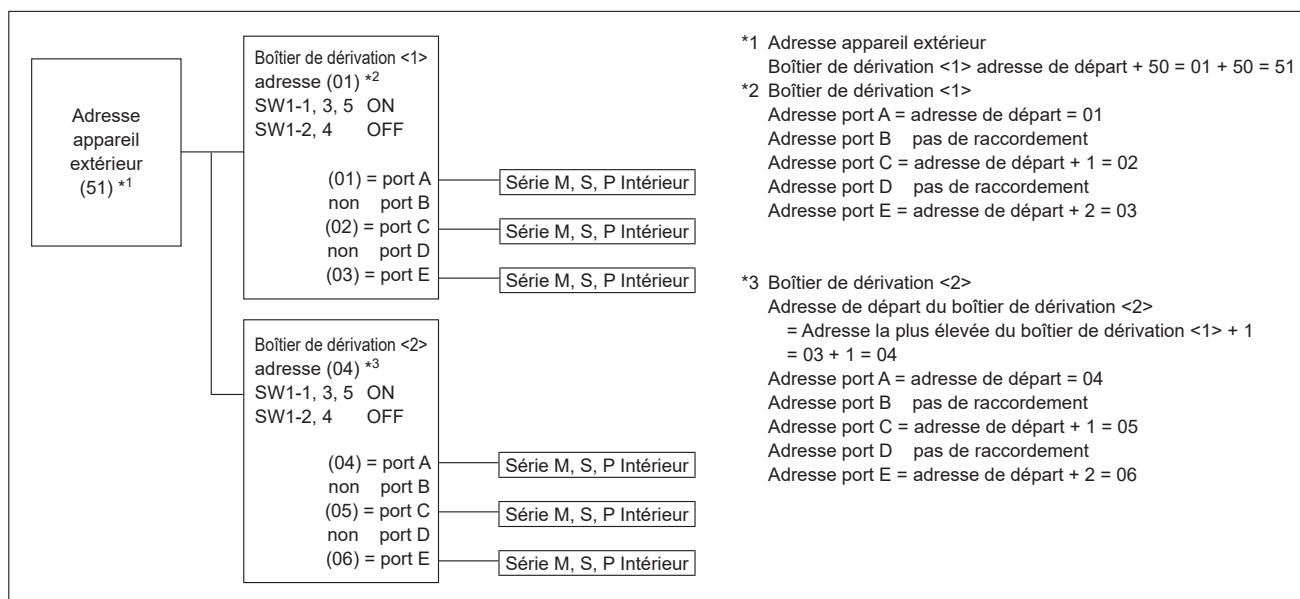 Adresse
appareil
extérieur
(51) *1
Boîtier de dérivation <1>
adresse (01) *2
SW1-1, 3, 5 ON
SW1-2, 4 OFF
(01) = port A
non port B
(02) = port C
non port D
(03) = port E
Série M, S, P Intérieur
Série M, S, P Intérieur
Série M, S, P Intérieur
Boîtier de dérivation <2>
adresse (04) *3
SW1-1, 3, 5 ON
SW1-2, 4 OFF
(04) = port A
non port B
(05) = port C
non port D
(06) = port E
Série M, S, P Intérieur
Série M, S, P Intérieur
Série M, S, P Intérieur
*1 Adresse appareil extérieur
Boîtier de dérivation <1> adresse de départ + 50 = 01 + 50 = 51
*2 Boîtier de dérivation <1>
Adresse port A = adresse de départ = 01
Adresse port B pas de raccordement
Adresse port C = adresse de départ + 1 = 02
Adresse port D pas de raccordement
Adresse port E = adresse de départ + 2 = 03
*3 Boîtier de dérivation <2>
Adresse de départ du boîtier de dérivation <2>
= Adresse la plus élevée du boîtier de dérivation <1> + 1
= 03 + 1 = 04
Adresse port A = adresse de départ = 04
Adresse port B pas de raccordement
Adresse port C = adresse de départ + 1 = 05
Adresse port D pas de raccordement
Adresse port E = adresse de départ + 2 = 06